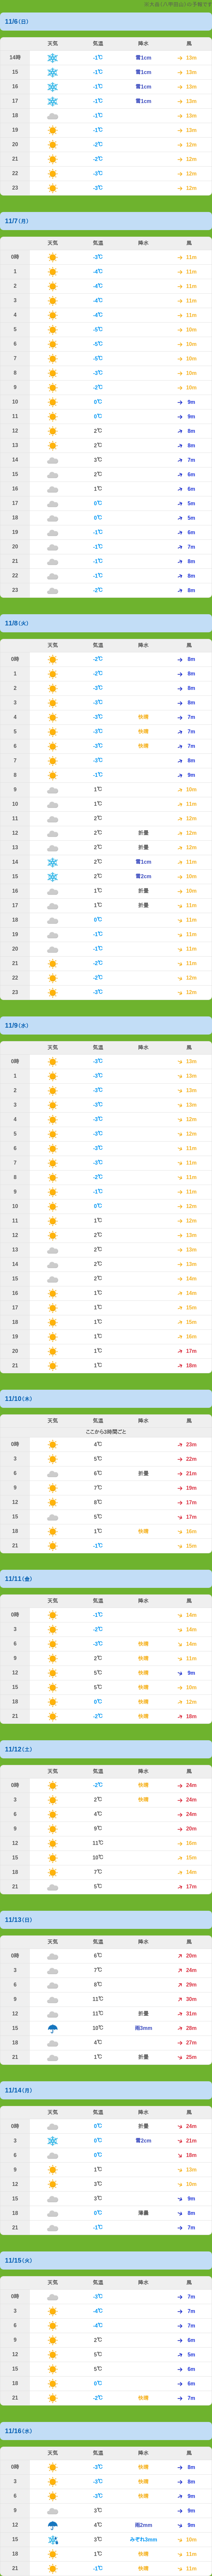 11/6(日)
天気 気温 降水 風
14時 -1℃ 雪1cm 13m
15 -1℃ 雪1cm 13m
16 -1℃ 雪1cm 13m
17 -1℃ 雪1cm 13m
18 -1℃ 13m
19 -1℃ 13m
20 -2℃ 12m
21 -2℃ 12m
22 -3℃ 12m
23 -3℃ 12m
11/7(月)
天気 気温 降水 風
0時 -3℃ 11m
1 -4℃ 11m
2 -4℃ 11m
3 -4℃ 11m
4 -4℃ 11m
5 -5℃ 10m
6 -5℃ 10m
7 -5℃ 10m
8 -3℃ 10m
9 -2℃ 10m
10 0℃ 9m
11 0℃ 9m
12 2℃ 8m
13 2℃ 8m
14 3℃ 7m
15 2℃ 6m
16 1℃ 6m
17 0℃ 5m
18 0℃ 5m
19 -1℃ 6m
20 -1℃ 7m
21 -1℃ 8m
22 -1℃ 8m
23 -2℃ 8m
11/8(火)
天気 気温 降水 風
0時 -2℃ 8m
1 -2℃ 8m
2 -3℃ 8m
3 -3℃ 8m
4 -3℃ 快晴 7m
5 -3℃ 快晴 7m
6 -3℃ 快晴 7m
7 -3℃ 8m
8 -1℃ 9m
9 1℃ 10m
10 1℃ 11m
11 2℃ 12m
12 2℃ 折曇 12m
13 2℃ 折曇 12m
14 2℃ 雪1cm 11m
15 2℃ 雪2cm 10m
16 1℃ 折曇 10m
17 1℃ 折曇 11m
18 0℃ 11m
19 -1℃ 11m
20 -1℃ 11m
21 -2℃ 11m
22 -2℃ 12m
23 -3℃ 12m
11/9(水)
天気 気温 降水 風
0時 -3℃ 13m
1 -3℃ 13m
2 -3℃ 13m
3 -3℃ 13m
4 -3℃ 12m
5 -3℃ 12m
6 -3℃ 11m
7 -3℃ 11m
8 -2℃ 11m
9 -1℃ 11m
10 0℃ 12m
11 1℃ 12m
12 2℃ 13m
13 2℃ 13m
14 2℃ 13m
15 2℃ 14m
16 1℃ 14m
17 1℃ 15m
18 1℃ 15m
19 1℃ 16m
20 1℃ 17m
21 1℃ 18m
11/10(木)
天気 気温 降水 風
ここから3時間ごと
0時 4℃ 23m
3 5℃ 22m
6 6℃ 折曇 21m
9 7℃ 19m
12 8℃ 17m
15 5℃ 17m
18 1℃ 快晴 16m
21 -1℃ 15m
11/11(金)
天気 気温 降水 風
0時 -1℃ 14m
3 -2℃ 14m
6 -3℃ 快晴 14m
9 2℃ 快晴 11m
12 5℃ 快晴 9m
15 5℃ 快晴 10m
18 0℃ 快晴 12m
21 -2℃ 快晴 18m
11/12(土)
天気 気温 降水 風
0時 -2℃ 快晴 24m
3 2℃ 快晴 24m
6 4℃ 24m
9 9℃ 20m
12 11℃ 16m
15 10℃ 15m
18 7℃ 14m
21 5℃ 17m
11/13(日)
天気 気温 降水 風
0時 6℃ 20m
3 7℃ 24m
6 8℃ 29m
9 11℃ 30m
12 11℃ 折曇 31m
15 10℃ 雨3mm 28m
18 4℃ 27m
21 1℃ 折曇 25m
11/14(月)
天気 気温 降水 風
0時 0℃ 折曇 24m
3 0℃ 雪2cm 21m
6 0℃ 18m
9 1℃ 13m
12 3℃ 10m
15 3℃ 9m
18 0℃ 薄曇 8m
21 -1℃ 7m
11/15(火)
天気 気温 降水 風
0時 -3℃ 7m
3 -4℃ 7m
6 -4℃ 7m
9 2℃ 6m
12 5℃ 5m
15 5℃ 6m
18 0℃ 6m
21 -2℃ 快晴 7m
11/16(水)
天気 気温 降水 風
0時 -3℃ 快晴 8m
3 -3℃ 快晴 8m
6 -3℃ 快晴 9m
9 3℃ 9m
12 4℃ 雨2mm 9m
15 3℃ みぞれ3mm 10m
18 1℃ 快晴 11m
21 -1℃ 快晴 11m